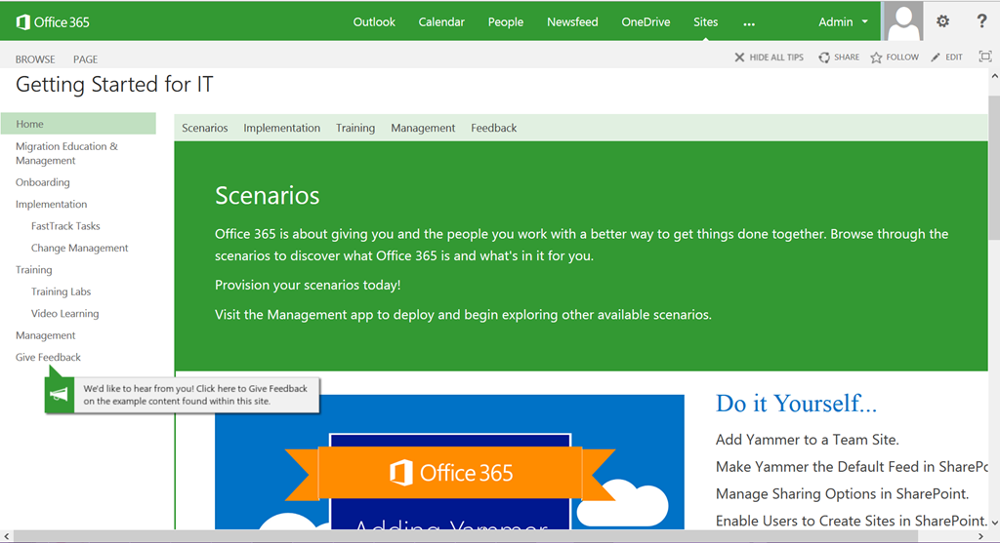 Office 365
Outlook
Calendar
People
Newsfeed
OneDrive
Sites
...
Admin
?
BROWSE
PAGE
HIDE ALL TIPS
SHARE
FOLLOW
EDIT
Getting Started for IT
Home
Migration Education &
Management
Onboarding
Implementation
FastTrack Tasks
Change Management
Training
Training Labs
Video Learning
Management
Give Feedback
We'd like to hear from you! Click here to Give Feedback
on the example content found within this site.
Scenarios
Implementation
Training
Management
Feedback
Scenarios
Office 365 is about giving you and the people you work with a better way to get things done together. Browse through the
scenarios to discover what Office 365 is and what's in it for you.
Provision your scenarios today!
Visit the Management app to deploy and begin exploring other available scenarios.
Office 365
Adding Yammer
Do it Yourself...
Add Yammer to a Team Site.
Make Yammer the Default Feed in SharePo
Manage Sharing Options in SharePoint.
Enable Users to Create Sites in SharePoint.